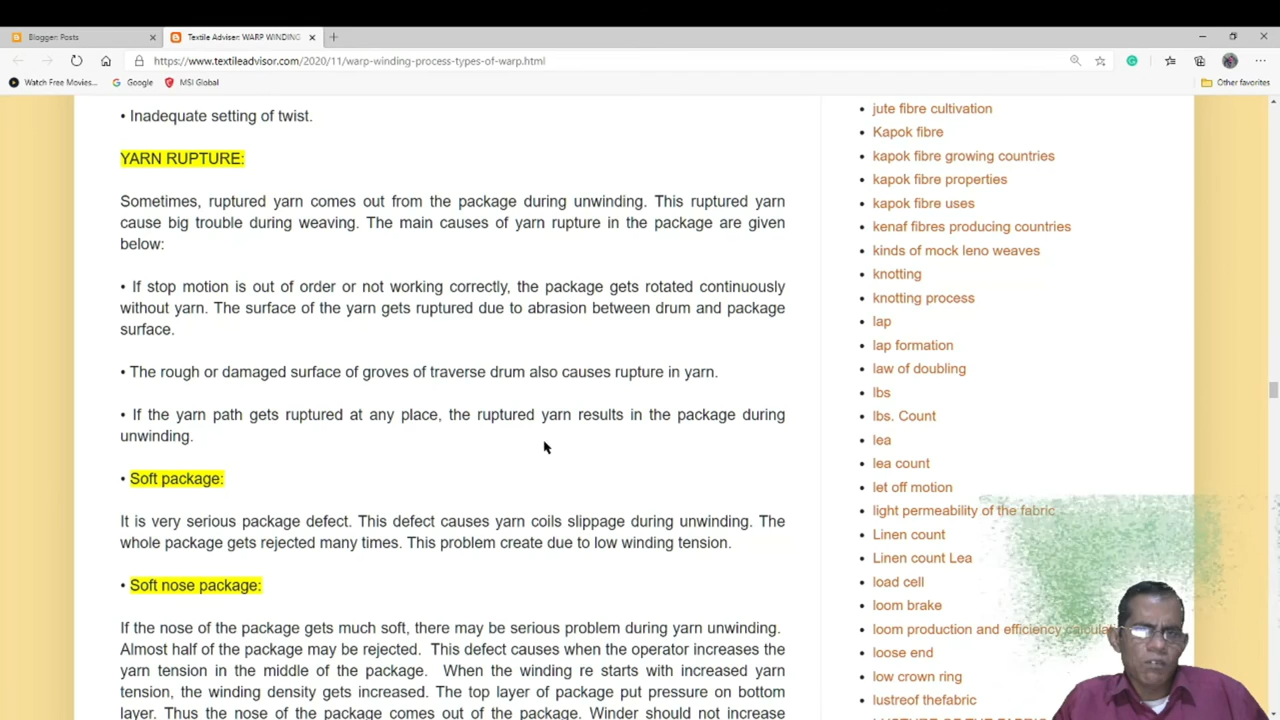 Blogger: Posts
Textile Adviser: WARP WINDING
https://www.textileadvisor.com/2020/11/warp-winding-process-types-of-warp.html
Watch Free Movies...
Google
MSI Global
Other favorites
• Inadequate setting of twist.
YARN RUPTURE:
Sometimes, ruptured yarn comes out from the package during unwinding. This ruptured yarn
cause big trouble during weaving. The main causes of yarn rupture in the package are given
below:
• If stop motion is out of order or not working correctly, the package gets rotated continuously
without yarn. The surface of the yarn gets ruptured due to abrasion between drum and package
surface.
• The rough or damaged surface of groves of traverse drum also causes rupture in yarn.
• If the yarn path gets ruptured at any place, the ruptured yarn results in the package during
unwinding.
• Soft package:
It is very serious package defect. This defect causes yarn coils slippage during unwinding. The
whole package gets rejected many times. This problem create due to low winding tension.
• Soft nose package:
If the nose of the package gets much soft, there may be serious problem during yarn unwinding.
Almost half of the package may be rejected. This defect causes when the operator increases the
yarn tension in the middle of the package. When the winding re starts with increased yarn
tension, the winding density gets increased. The top layer of package put pressure on bottom
layer. Thus the nose of the package comes out of the package. Winder should not increase
• jute fibre cultivation
• Kapok fibre
• kapok fibre growing countries
• kapok fibre properties
• kapok fibre uses
• kenaf fibres producing countries
• kinds of mock leno weaves
• knotting
• knotting process
• lap
• lap formation
• law of doubling
• lbs
• lbs. Count
• lea
• lea count
• let off motion
• light permeability of the fabric
• Linen count
• Linen count Lea
• load cell
• loom brake
• loom production and efficiency
• loose end
• low crown ring
• lustreof thefabric